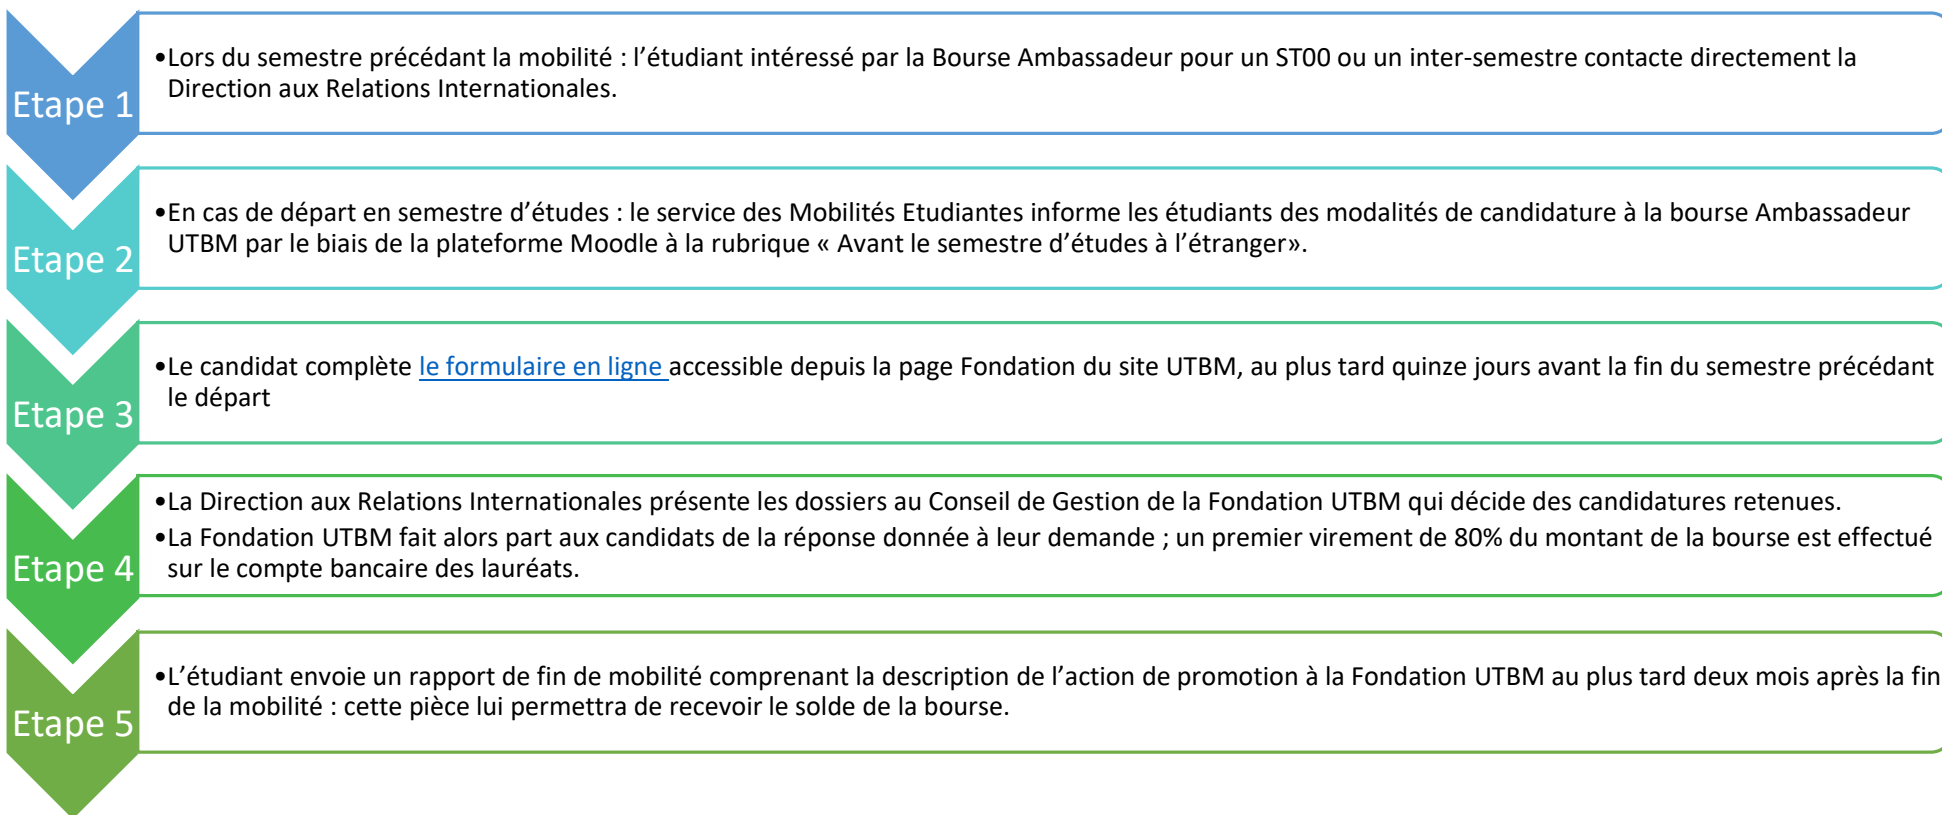 Etape 1
•Lors du semestre précédant la mobilité : l’étudiant intéressé par la Bourse Ambassadeur pour un ST00 ou un inter-semestre contacte directement la
Direction aux Relations Internationales.
Etape 2
•En cas de départ en semestre d’études : le service des Mobilités Etudiantes informe les étudiants des modalités de candidature à la bourse Ambassadeur
UTBM par le biais de la plateforme Moodle à la rubrique « Avant le semestre d’études à l’étranger».
Etape 3
•Le candidat complète le formulaire en ligne accessible depuis la page Fondation du site UTBM, au plus tard quinze jours avant la fin du semestre précédant
le départ
Etape 4
•La Direction aux Relations Internationales présente les dossiers au Conseil de Gestion de la Fondation UTBM qui décide des candidatures retenues.
•La Fondation UTBM fait alors part aux candidats de la réponse donnée à leur demande ; un premier virement de 80% du montant de la bourse est effectué
sur le compte bancaire des lauréats.
Etape 5
•L’étudiant envoie un rapport de fin de mobilité comprenant la description de l’action de promotion à la Fondation UTBM au plus tard deux mois après la fin
de la mobilité : cette pièce lui permettra de recevoir le solde de la bourse.